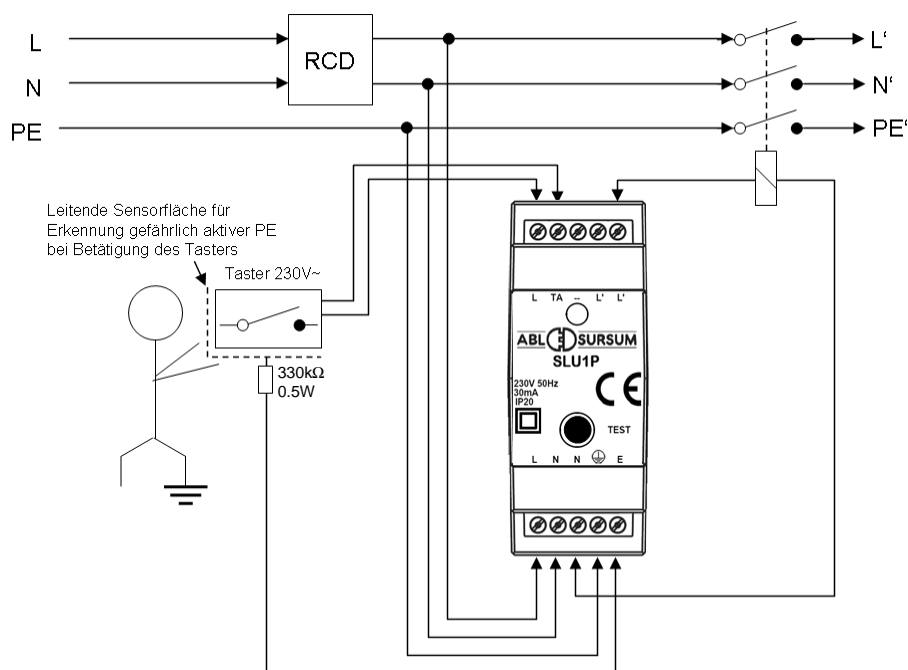 L
RCD
L'
N
N'
PE
PE'
Leitende Sensorfläche für
Erkennung gefährlich aktiver PE
bei Betätigung des Tasters
Taster 230V~
330kΩ
0.5W
L TA -- L' L'
ABL SURSUM
SLU1P
230V 50Hz
30mA
IP20
CE
TEST
L N N E